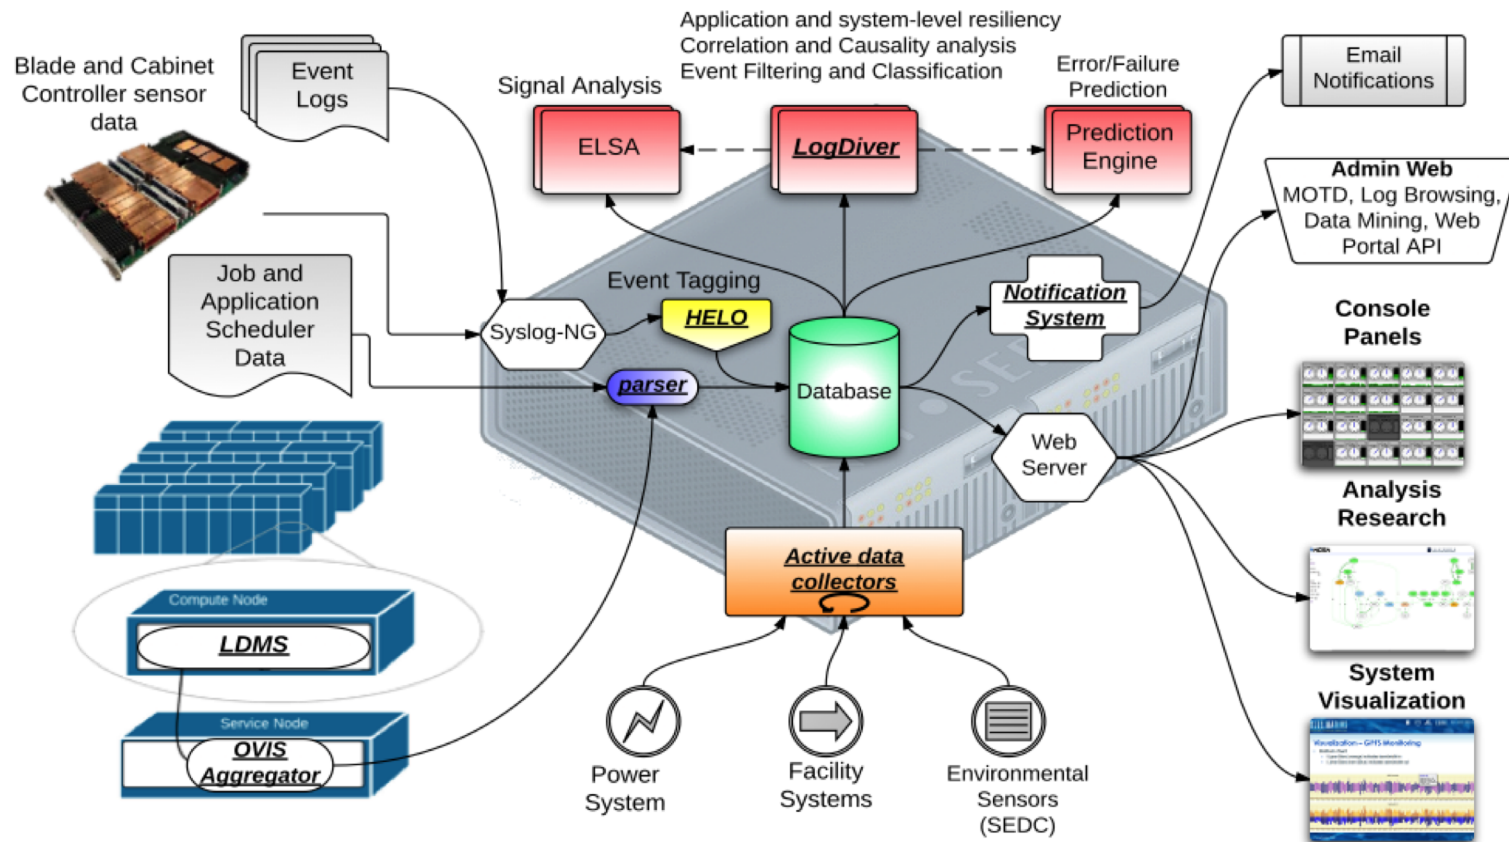 Application and system-level resiliency
Correlation and Causality analysis
Event Filtering and Classification
Blade and Cabinet
Controller sensor
data
Event
Logs
Signal Analysis
Error/Failure
Prediction
Email
Notifications
ELSA
LogDiver
Prediction
Engine
Admin Web
MOTD, Log Browsing,
Data Mining, Web
Portal API
Job and
Application
Scheduler
Data
Event Tagging
Syslog-NG
HELO
Notification
System
Console
Panels
parser
Database
Web
Server
Analysis
Research
Active data
collectors
Compute Node
LDMS
Service Node
OVIS
Aggregator
Power
System
Facility
Systems
Environmental
Sensors
(SEDC)
System
Visualization
Visualization – GPFS Monitoring